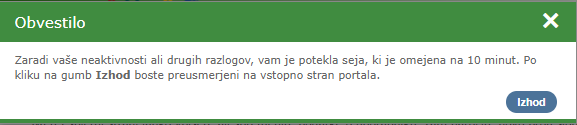 Obvestilo
Zaradi vaše neaktivnosti ali drugih razlogov, vam je potekla seja, ki je omejena na 10 minut. Po
kliku na gumb Izhod boste preusmerjeni na vstopno stran portala.
Izhod